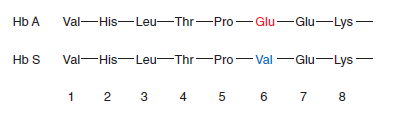 Hb A Val—His—Leu—Thr—Pro—Glu—Glu—Lys—
Hb S Val—His—Leu—Thr—Pro—Val—Glu—Lys—
1 2 3 4 5 6 7 8